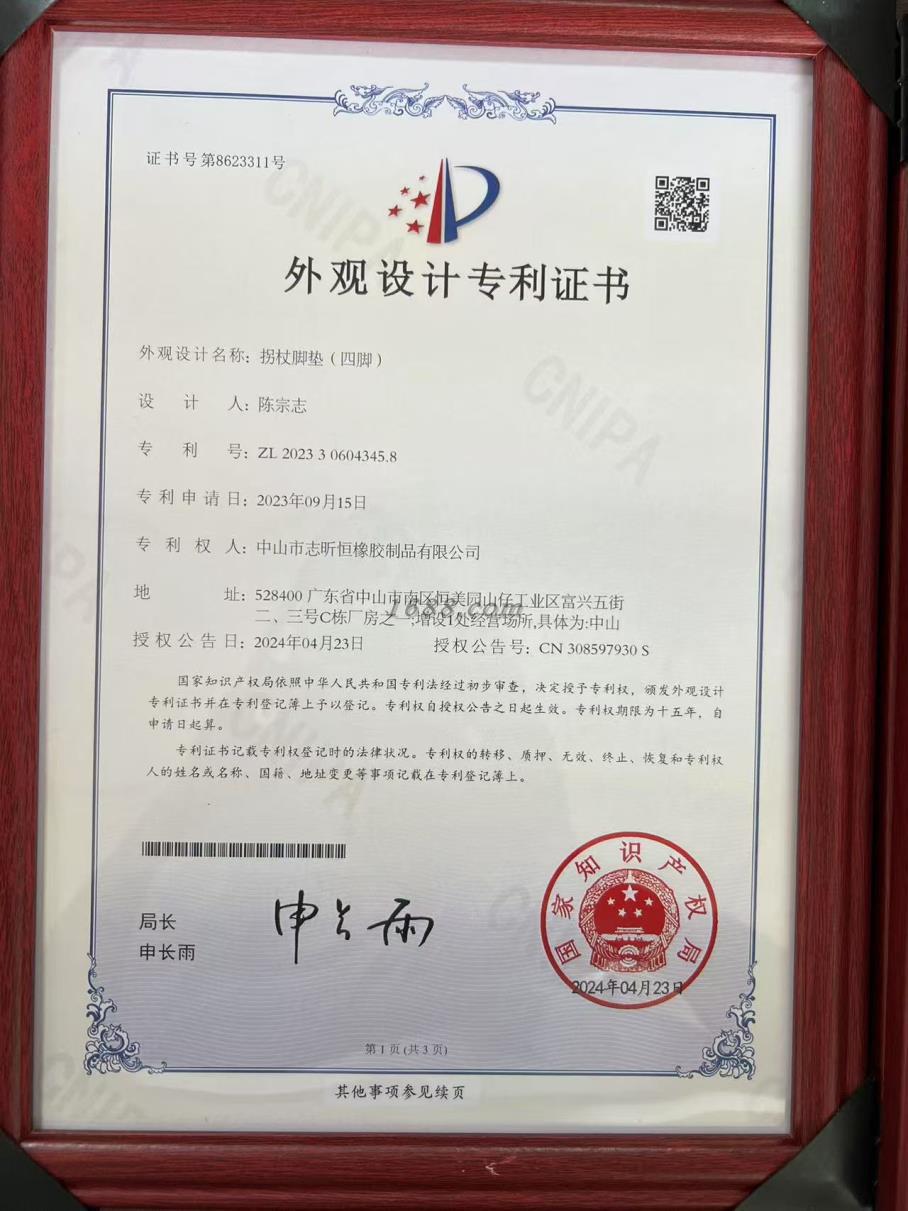 证书号第8623311号
外观设计专利证书
外观设计名称：拐杖脚垫（四脚）
设计人：陈宗志
专利号：ZL 2023 3 0604345.8
专利申请日：2023年09月15日
专利权人：中山市志昕恒橡胶制品有限公司
地址：528400 广东省中山市南区恒美园山仔工业区富兴五街
二、三号C栋厂房之一;增设1处经营场所,具体为:中山
1688.com
授权公告日：2024年04月23日 授权公告号：CN 308597930 S
国家知识产权局依照中华人民共和国专利法经过初步审查，决定授予专利权，颁发外观设计
专利证书并在专利登记簿上予以登记。专利权自授权公告之日起生效。专利权期限为十五年，自
申请日起算。
专利证书记载专利权登记时的法律状况。专利权的转移、质押、无效、终止、恢复和专利权
人的姓名或名称、国籍、地址变更等事项记载在专利登记簿上。
局长
申长雨
申长雨
国家知识产权局
2024年04月23日
第1页(共3页)
其他事项参见续页
CNIPA
CNIPA